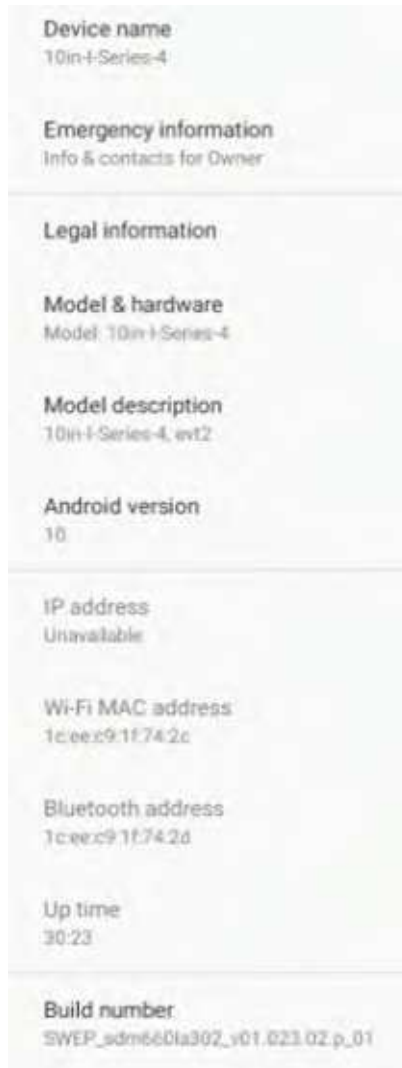 Device name
10in-I-Series-4
Emergency information
Info & contacts for Owner
Legal information
Model & hardware
Model: 10in-I-Series-4
Model description
10in-I-Series-4, evt2
Android version
10
IP address
Unavailable
Wi-Fi MAC address
1c:ee:c9:1f:74:2c
Bluetooth address
1c:ee:c9:1f:74:2d
Up time
30:23
Build number
SWEP_sdm660la302_v01.023.02.p_01